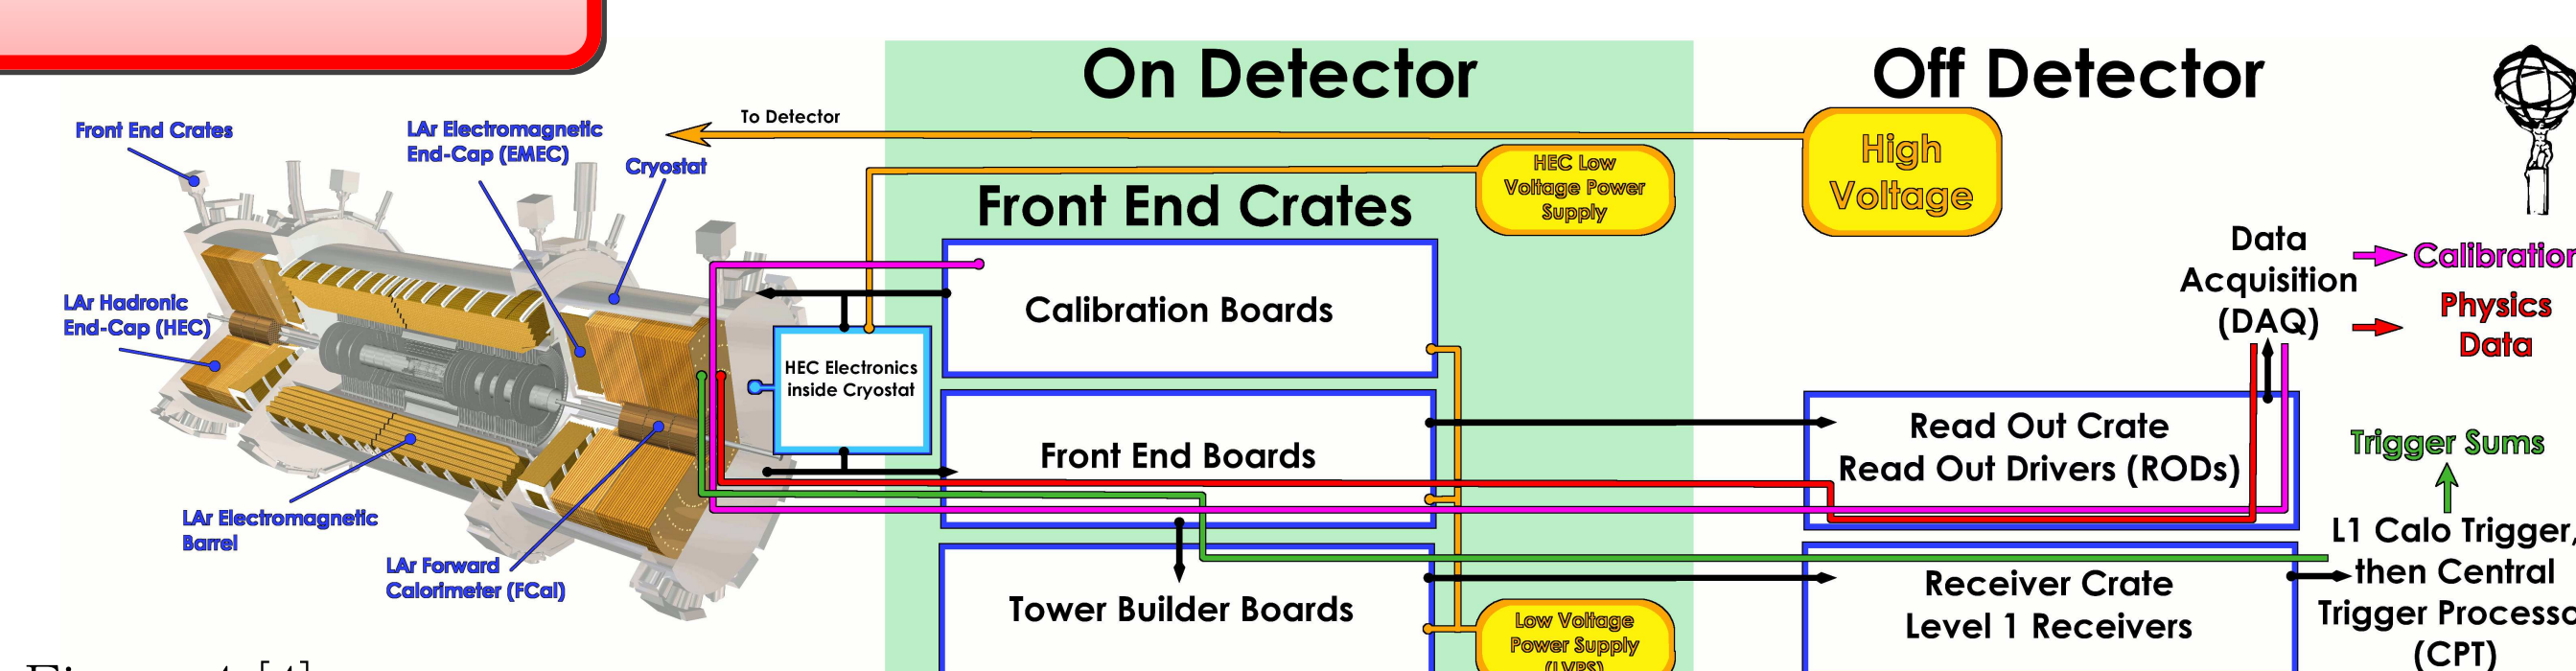 On Detector
Off Detector
To Detector
Front End Crates
LAr Electromagnetic
End-Cap (EMEC)
Cryostat
High
Voltage
HEC Low
Voltage Power
Supply
Front End Crates
Data
Acquisition
(DAQ)
Calibration
Physics
Data
LAr Hadronic
End-Cap (HEC)
Calibration Boards
HEC Electronics
inside Cryostat
Front End Boards
Read Out Crate
Read Out Drivers (RODs)
Trigger Sums
LAr Electromagnetic
Barrel
LAr Forward
Calorimeter (FCal)
L1 Calo Trigger,
then Central
Trigger Processo
(CPT)
Tower Builder Boards
Receiver Crate
Level 1 Receivers
Low Voltage
Power Supply
(LVPS)